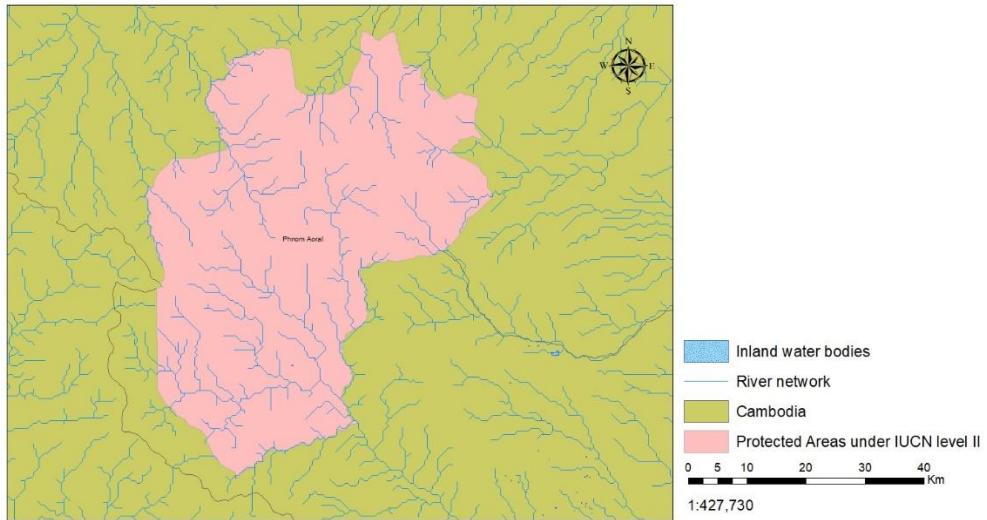 N
W E
S
Phnom Aoral
Inland water bodies
River network
Cambodia
Protected Areas under IUCN level II
0 5 10 20 30 40
Km
1:427,730